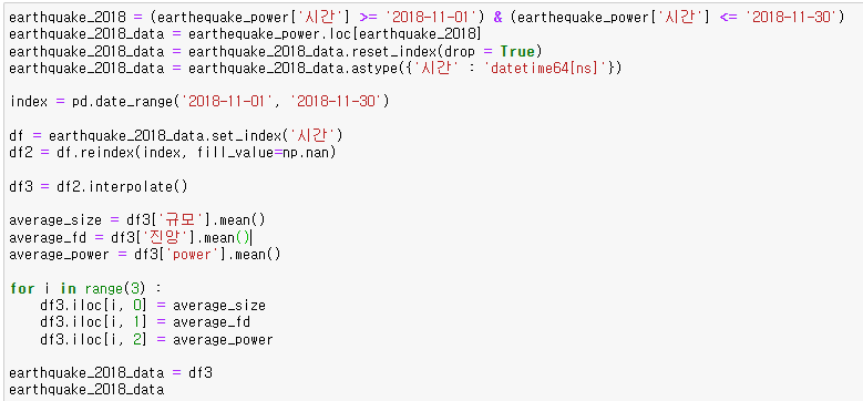 earthquake_2018 = (earthequake_power['시간'] >= '2018-11-01') & (earthequake_power['시간'] <= '2018-11-30')
earthquake_2018_data = earthequake_power.loc[earthquake_2018]
earthquake_2018_data = earthquake_2018_data.reset_index(drop = True)
earthquake_2018_data = earthquake_2018_data.astype({'시간' : 'datetime64[ns]'})
index = pd.date_range('2018-11-01', '2018-11-30')
df = earthquake_2018_data.set_index('시간')
df2 = df.reindex(index, fill_value=np.nan)
df3 = df2.interpolate()
average_size = df3['규모'].mean()
average_fd = df3['진앙'].mean()
average_power = df3['power'].mean()
for i in range(3) :
    df3.iloc[i, 0] = average_size
    df3.iloc[i, 1] = average_fd
    df3.iloc[i, 2] = average_power
earthquake_2018_data = df3
earthquake_2018_data